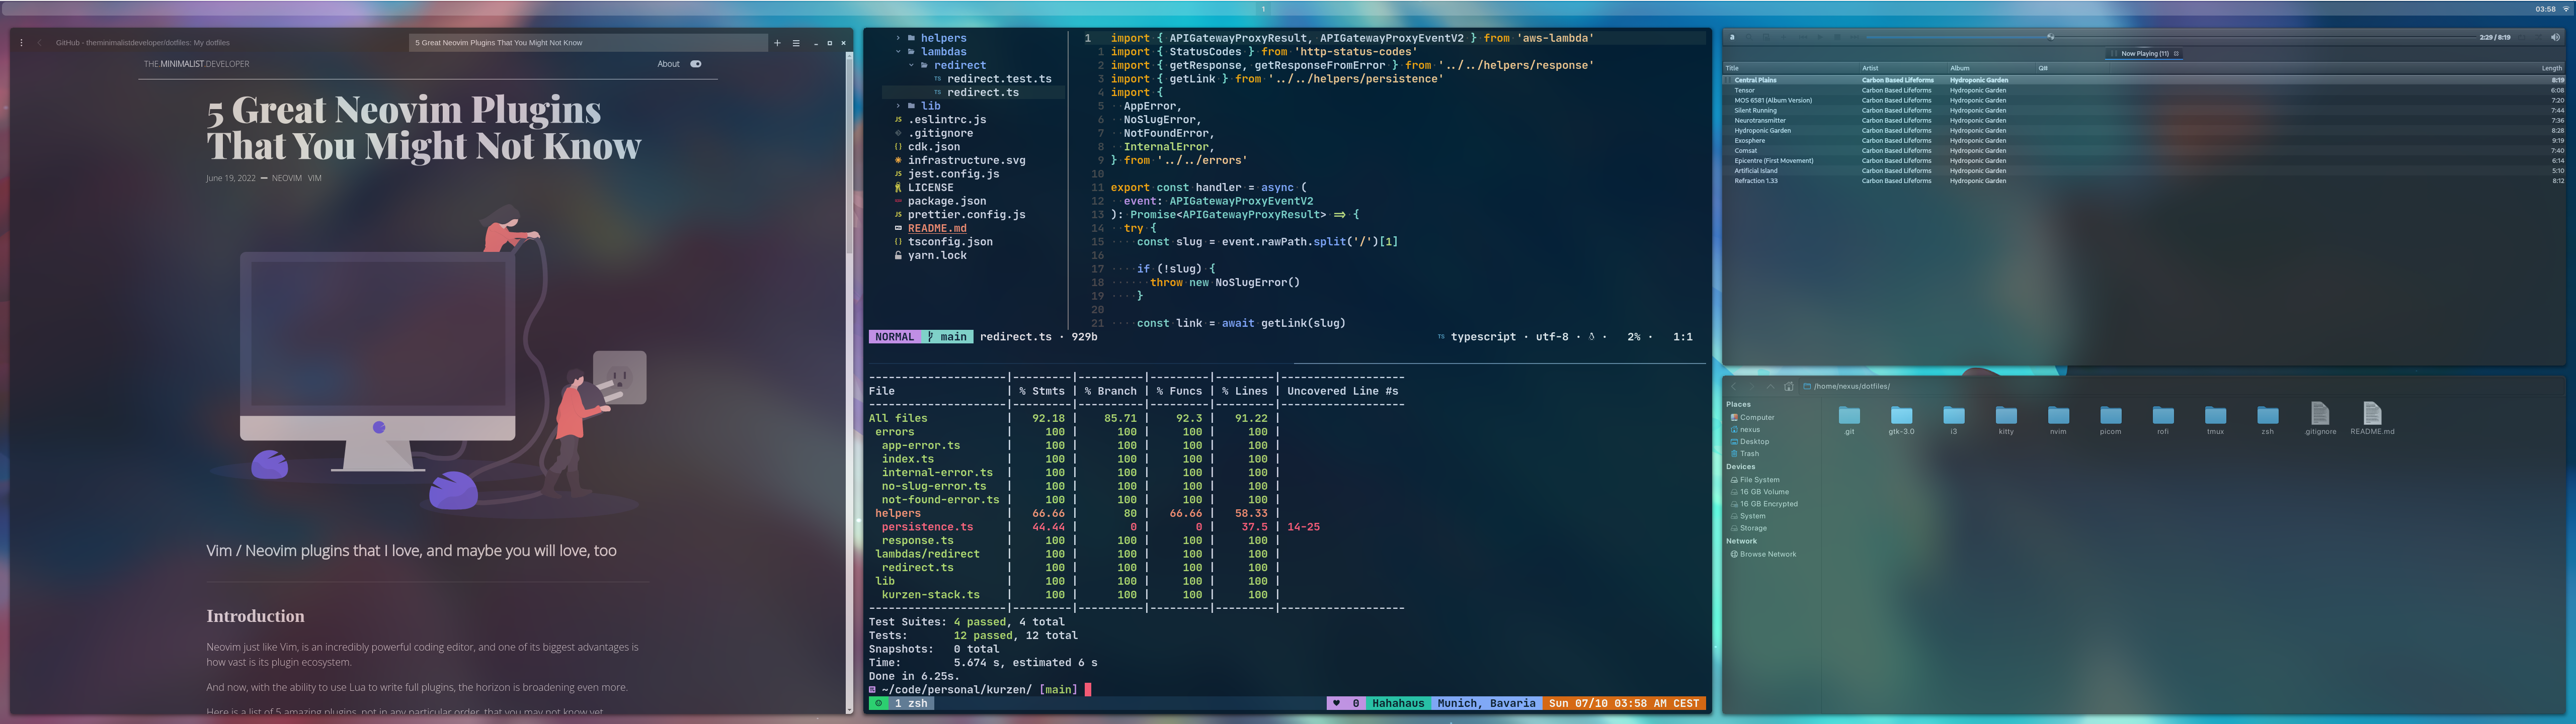 1
03:58
GitHub - theminimalistdeveloper/dotfiles: My dotfiles
5 Great Neovim Plugins That You Might Not Know
THE.MINIMALIST.DEVELOPER
About
5 Great Neovim Plugins
That You Might Not Know
June 19, 2022 — NEOVIM VIM
Vim / Neovim plugins that I love, and maybe you will love, too
Introduction
Neovim just like Vim, is an incredibly powerful coding editor, and one of its biggest advantages is
how vast is its plugin ecosystem.
And now, with the ability to use Lua to write full plugins, the horizon is broadening even more.
Here is a list of 5 amazing plugins, not in any particular order, that you may not know yet
helpers
lambdas
redirect
TS redirect.test.ts
TS redirect.ts
lib
JS .eslintrc.js
.gitignore
{} cdk.json
infrastructure.svg
JS jest.config.js
LICENSE
package.json
JS prettier.config.js
README.md
{} tsconfig.json
yarn.lock
1 import { APIGatewayProxyResult, APIGatewayProxyEventV2 } from 'aws-lambda'
1 import { StatusCodes } from 'http-status-codes'
2 import { getResponse, getResponseFromError } from '../../helpers/response'
3 import { getLink } from '../../helpers/persistence'
4 import {
5 AppError,
6 NoSlugError,
7 NotFoundError,
8 InternalError,
9 } from '../../errors'
10
11 export const handler = async (
12 event: APIGatewayProxyEventV2
13 ): Promise<APIGatewayProxyResult> => {
14 try {
15 const slug = event.rawPath.split('/')[1]
16
17 if (!slug) {
18 throw new NoSlugError()
19 }
20
21 const link = await getLink(slug)
NORMAL main redirect.ts · 929b
TS typescript · utf-8 · 2% · 1:1
File | % Stmts | % Branch | % Funcs | % Lines | Uncovered Line #s
All files | 92.18 | 85.71 | 92.3 | 91.22 |
errors | 100 | 100 | 100 | 100 |
app-error.ts | 100 | 100 | 100 | 100 |
index.ts | 100 | 100 | 100 | 100 |
internal-error.ts | 100 | 100 | 100 | 100 |
no-slug-error.ts | 100 | 100 | 100 | 100 |
not-found-error.ts | 100 | 100 | 100 | 100 |
helpers | 66.66 | 80 | 66.66 | 58.33 |
persistence.ts | 44.44 | 0 | 0 | 37.5 | 14-25
response.ts | 100 | 100 | 100 | 100 |
lambdas/redirect | 100 | 100 | 100 | 100 |
redirect.ts | 100 | 100 | 100 | 100 |
lib | 100 | 100 | 100 | 100 |
kurzen-stack.ts | 100 | 100 | 100 | 100 |
Test Suites: 4 passed, 4 total
Tests: 12 passed, 12 total
Snapshots: 0 total
Time: 5.674 s, estimated 6 s
Done in 6.25s.
~/code/personal/kurzen/ [main]
1 zsh
♥ 0 Hahahaus Munich, Bavaria Sun 07/10 03:58 AM CEST
a
2:29 / 8:19
Now Playing (11)
Title Artist Album Length
Central Plains Carbon Based Lifeforms Hydroponic Garden 8:19
Tensor Carbon Based Lifeforms Hydroponic Garden 6:08
MOS 6581 (Album Version) Carbon Based Lifeforms Hydroponic Garden 7:20
Silent Running Carbon Based Lifeforms Hydroponic Garden 7:44
Neurotransmitter Carbon Based Lifeforms Hydroponic Garden 7:36
Hydroponic Garden Carbon Based Lifeforms Hydroponic Garden 8:28
Exosphere Carbon Based Lifeforms Hydroponic Garden 9:19
Comsat Carbon Based Lifeforms Hydroponic Garden 7:40
Epicentre (First Movement) Carbon Based Lifeforms Hydroponic Garden 6:14
Artificial Island Carbon Based Lifeforms Hydroponic Garden 5:10
Refraction 1.33 Carbon Based Lifeforms Hydroponic Garden 8:12
/home/nexus/dotfiles/
Places
Computer
nexus
Desktop
Trash
Devices
File System
16 GB Volume
16 GB Encrypted
System
Storage
Network
Browse Network
.git gtk-3.0 i3 kitty nvim picom rofi tmux zsh .gitignore README.md